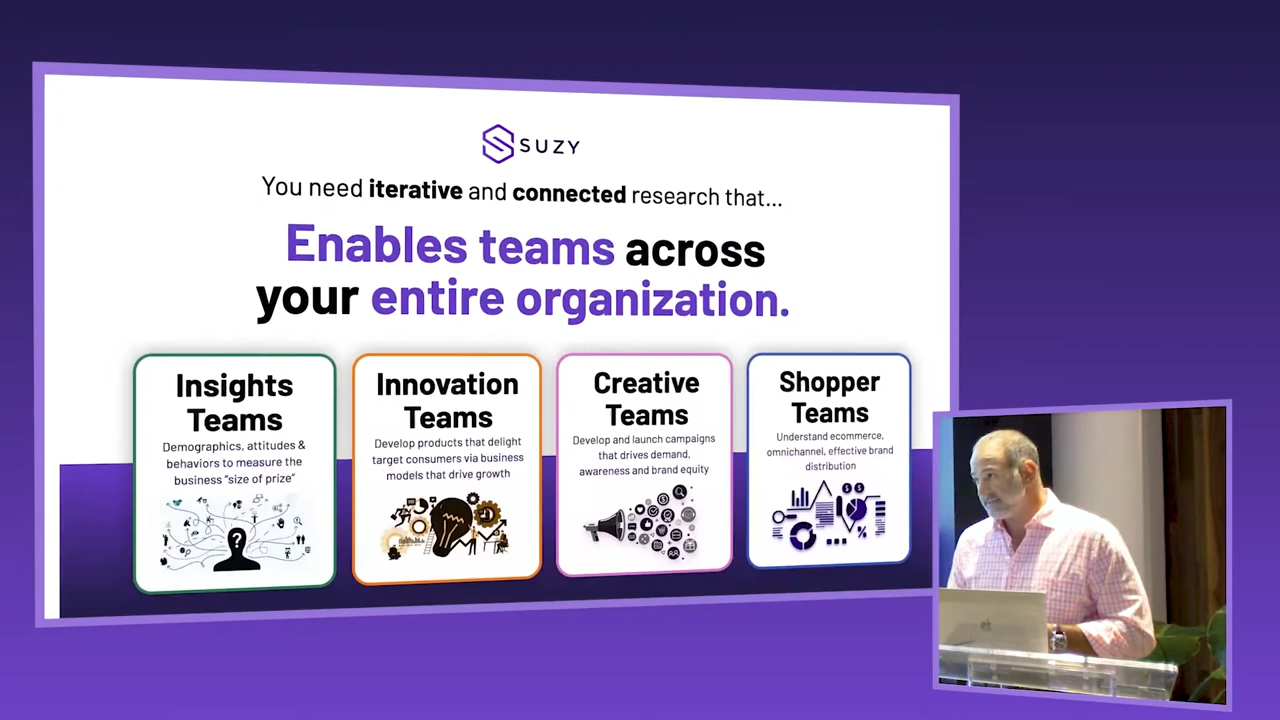 SUZY
You need iterative and connected research that...
Enables teams across
your entire organization.
Insights
Teams
Demographics, attitudes &
behaviors to measure the
business "size of prize"
Innovation
Teams
Develop products that delight
target consumers via business
models that drive growth
Creative
Teams
Develop and launch campaigns
that drives demand,
awareness and brand equity
Shopper
Teams
Understand ecommerce,
omnichannel, effective brand
distribution
?
$ $
%